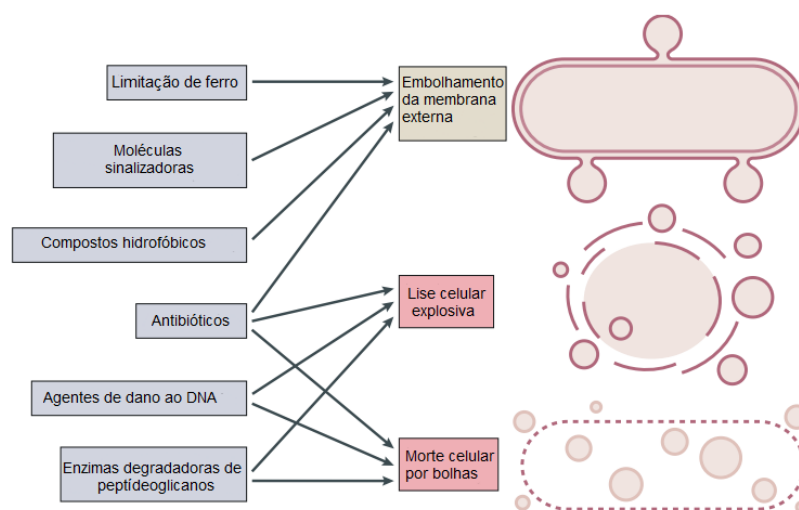 Limitação de ferro
Embolhamento
da membrana
externa
Moléculas
sinalizadoras
Compostos hidrofóbicos
Antibióticos
Lise celular
explosiva
Agentes de dano ao DNA
Enzimas degradadoras de
peptídeoglicanos
Morte celular
por bolhas